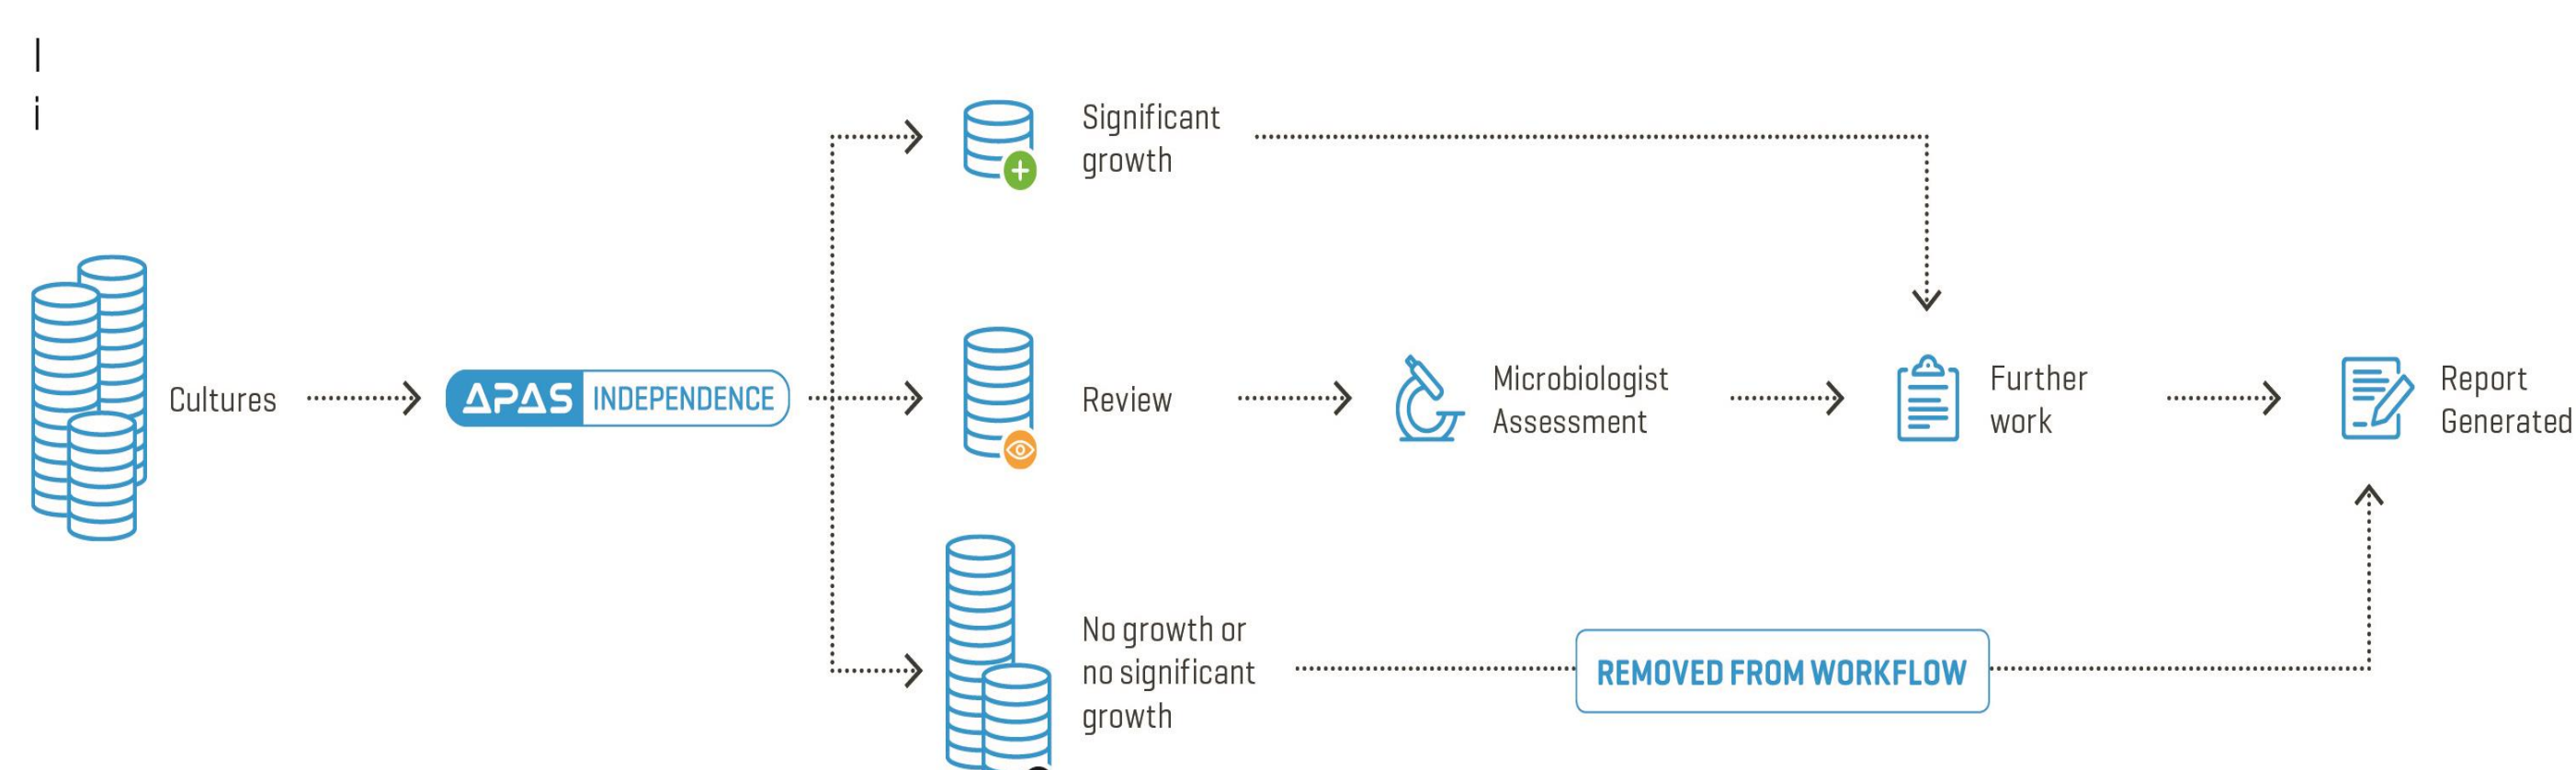 l
i
Significant
growth
Cultures
APAS INDEPENDENCE
Review
Microbiologist
Assessment
Further
work
Report
Generated
No growth or
no significant
growth
REMOVED FROM WORKFLOW